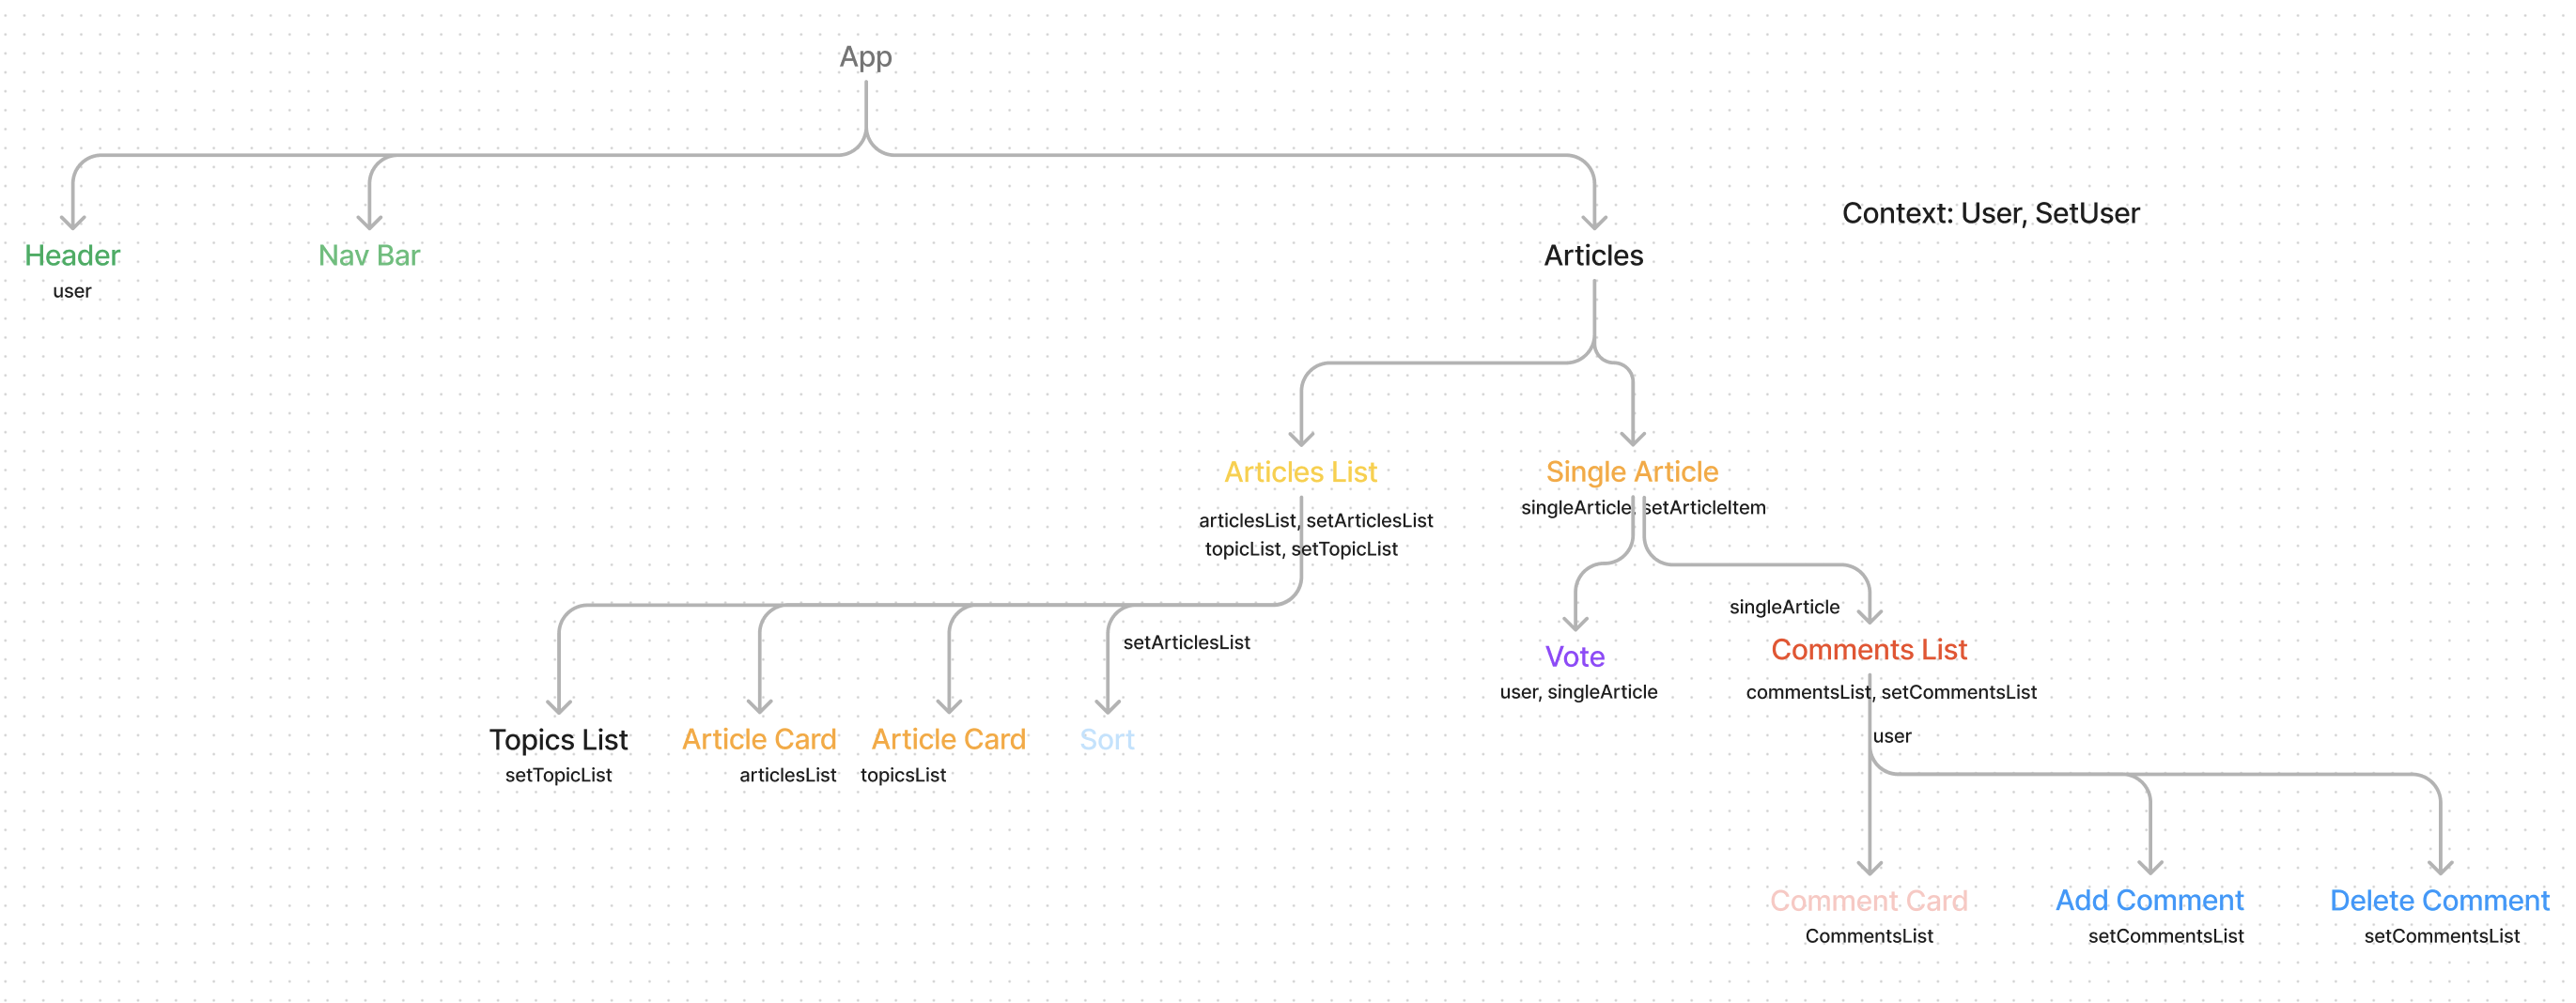 App
Context: User, SetUser
Header
user
Nav Bar
Articles
Articles List
articlesList, setArticlesList
topicList, setTopicList
Single Article
singleArticle, setArticleItem
setArticlesList
singleArticle
Vote
user, singleArticle
Comments List
commentsList, setCommentsList
user
Topics List
setTopicList
Article Card
articlesList
Article Card
topicsList
Sort
Comment Card
CommentsList
Add Comment
setCommentsList
Delete Comment
setCommentsList